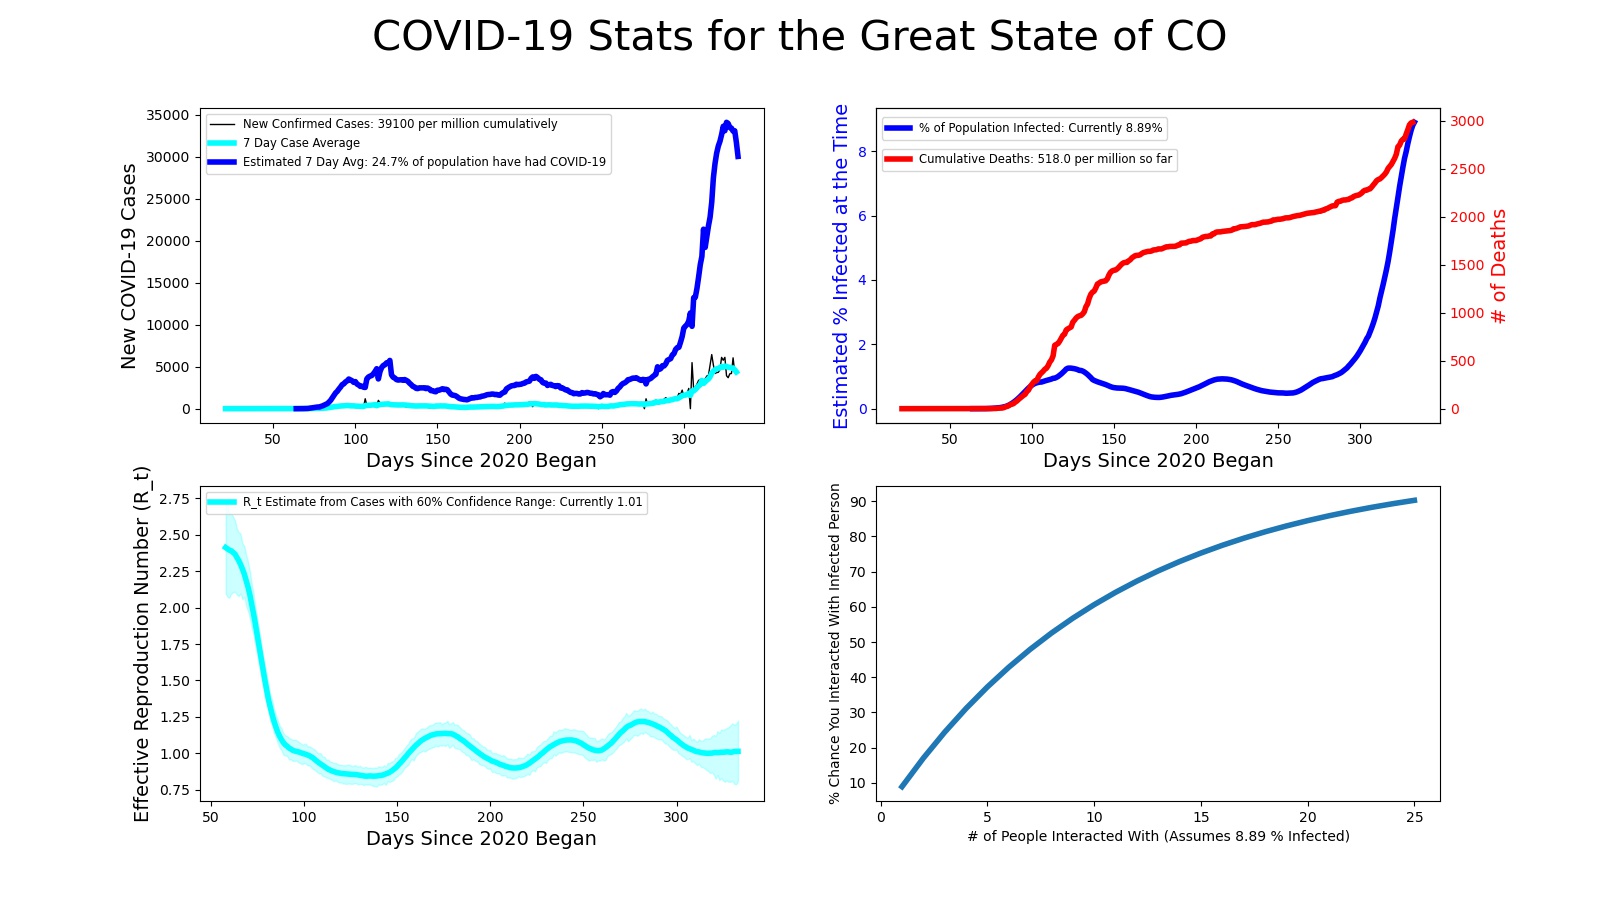 COVID-19 Stats for the Great State of CO
New COVID-19 Cases
35000
30000
25000
20000
15000
10000
5000
0
New Confirmed Cases: 39100 per million cumulatively
7 Day Case Average
Estimated 7 Day Avg: 24.7% of population have had COVID-19
50 100 150 200 250 300
Days Since 2020 Began
Estimated % Infected at the Time
8
6
4
2
0
% of Population Infected: Currently 8.89%
Cumulative Deaths: 518.0 per million so far
3000
2500
2000
1500
1000
500
0
# of Deaths
50 100 150 200 250 300
Days Since 2020 Began
Effective Reproduction Number (R_t)
2.75
2.50
2.25
2.00
1.75
1.50
1.25
1.00
0.75
R_t Estimate from Cases with 60% Confidence Range: Currently 1.01
50 100 150 200 250 300
Days Since 2020 Began
% Chance You Interacted With Infected Person
90
80
70
60
50
40
30
20
10
0 5 10 15 20 25
# of People Interacted With (Assumes 8.89 % Infected)